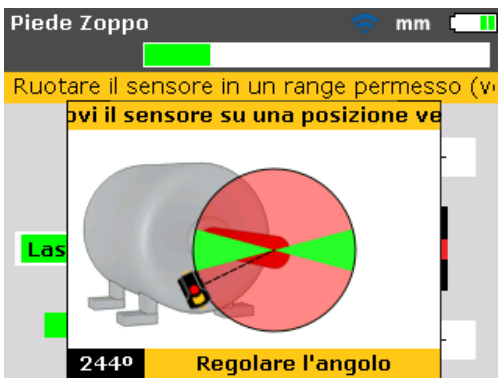 Piede Zoppo mm
Ruotare il sensore in un range permesso (v
ovi il sensore su una posizione ve
Las
244º Regolare l'angolo